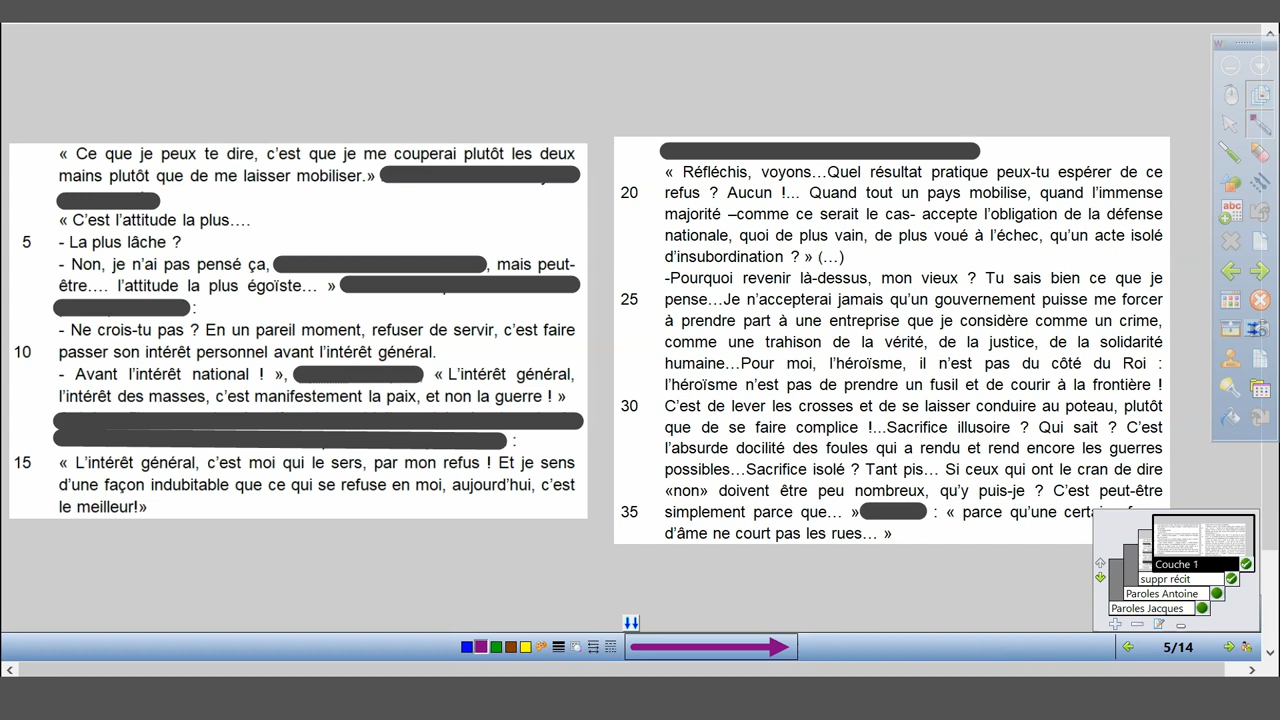 « Ce que je peux te dire, c’est que je me couperai plutôt les deux
mains plutôt que de me laisser mobiliser.»
« C’est l’attitude la plus….
5 - La plus lâche ?
- Non, je n’ai pas pensé ça, , mais peut-
être…. l’attitude la plus égoïste… »
:
- Ne crois-tu pas ? En un pareil moment, refuser de servir, c’est faire
10 passer son intérêt personnel avant l’intérêt général.
- Avant l’intérêt national ! », « L’intérêt général,
l’intérêt des masses, c’est manifestement la paix, et non la guerre ! »
:
15 « L’intérêt général, c’est moi qui le sers, par mon refus ! Et je sens
d’une façon indubitable que ce qui se refuse en moi, aujourd’hui, c’est
le meilleur!»
« Réfléchis, voyons…Quel résultat pratique peux-tu espérer de ce
20 refus ? Aucun !... Quand tout un pays mobilise, quand l’immense
majorité –comme ce serait le cas- accepte l’obligation de la défense
nationale, quoi de plus vain, de plus voué à l’échec, qu’un acte isolé
d’insubordination ? » (…)
-Pourquoi revenir là-dessus, mon vieux ? Tu sais bien ce que je
25 pense…Je n’accepterai jamais qu’un gouvernement puisse me forcer
à prendre part à une entreprise que je considère comme un crime,
comme une trahison de la vérité, de la justice, de la solidarité
humaine…Pour moi, l’héroïsme, il n’est pas du côté du Roi :
l’héroïsme n’est pas de prendre un fusil et de courir à la frontière !
30 C’est de lever les crosses et de se laisser conduire au poteau, plutôt
que de se faire complice !...Sacrifice illusoire ? Qui sait ? C’est
l’absurde docilité des foules qui a rendu et rend encore les guerres
possibles…Sacrifice isolé ? Tant pis… Si ceux qui ont le cran de dire
«non» doivent être peu nombreux, qu’y puis-je ? C’est peut-être
35 simplement parce que… » : « parce qu’une
d’âme ne court pas les rues… »
abc
Couche 1
suppr récit
Paroles Antoine
Paroles Jacques
5/14